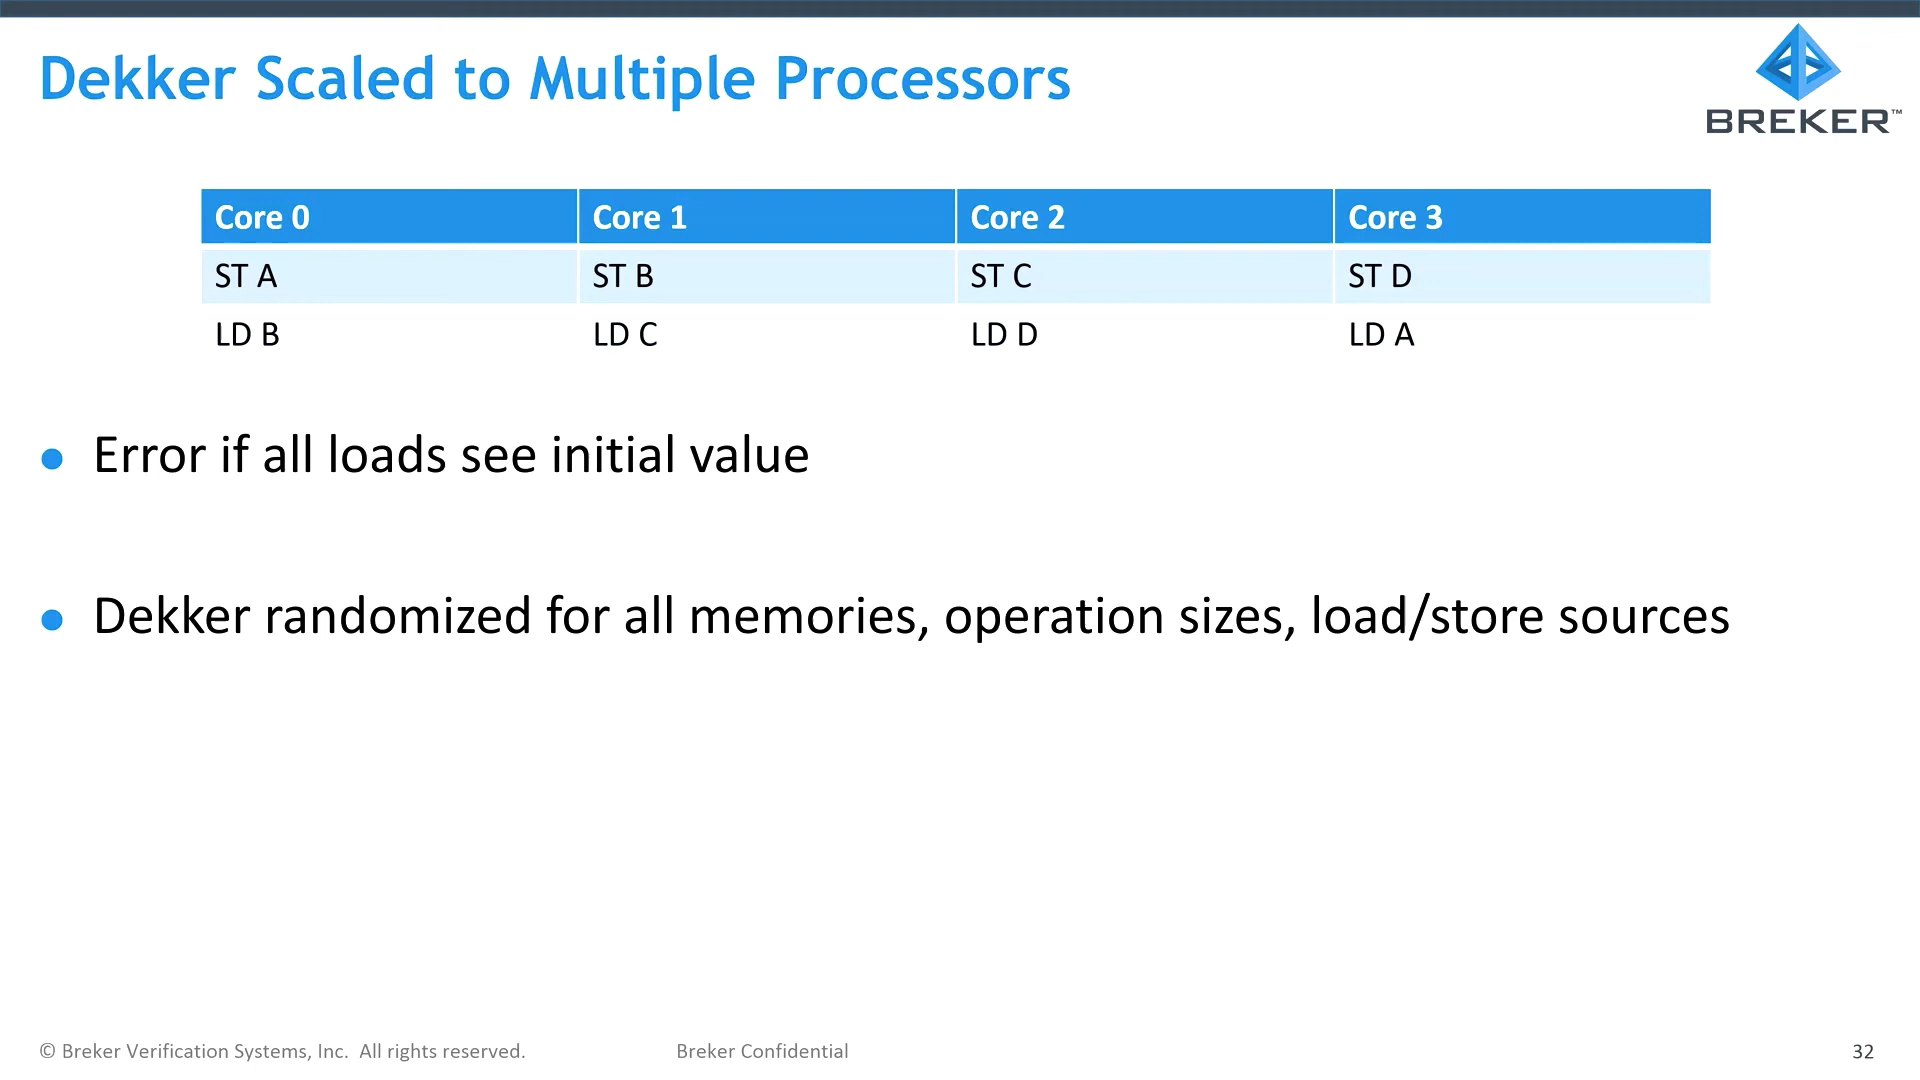 Dekker Scaled to Multiple Processors
BREKER™
Core 0 Core 1 Core 2 Core 3
ST A ST B ST C ST D
LD B LD C LD D LD A
● Error if all loads see initial value
● Dekker randomized for all memories, operation sizes, load/store sources
© Breker Verification Systems, Inc. All rights reserved. Breker Confidential 32